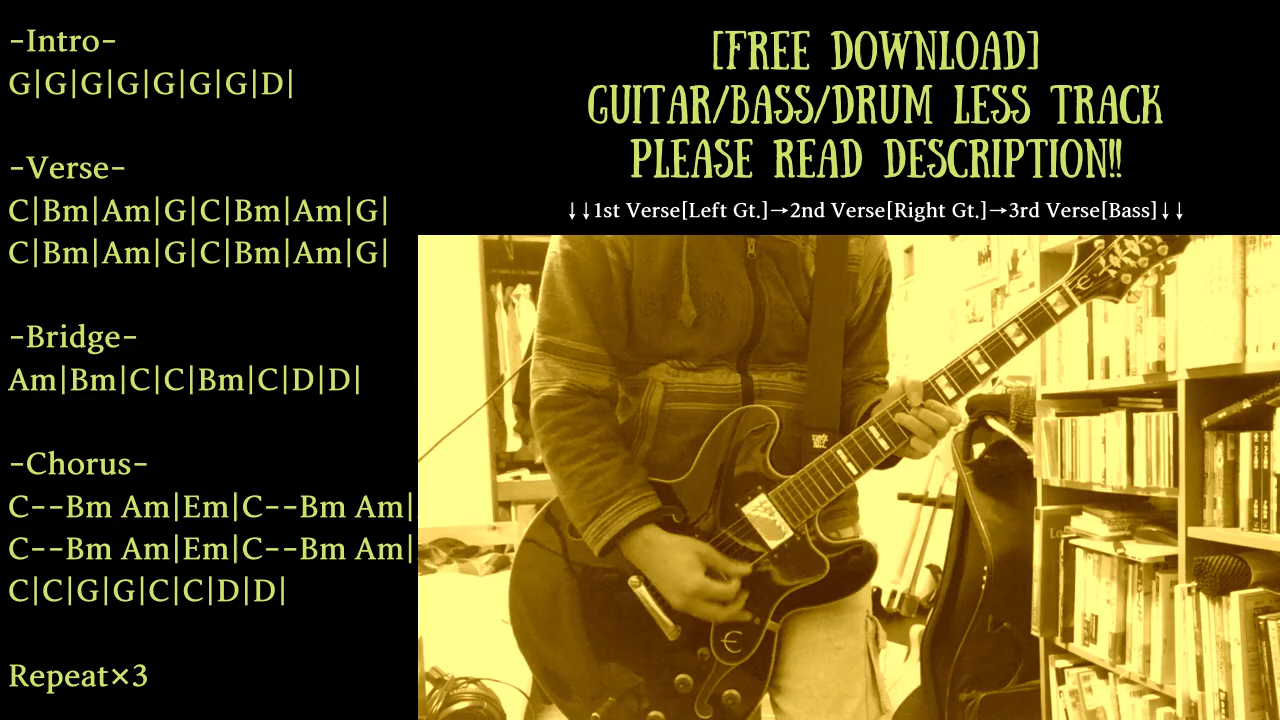 -Intro-
G|G|G|G|G|G|G|D|
-Verse-
C|Bm|Am|G|C|Bm|Am|G|
C|Bm|Am|G|C|Bm|Am|G|
-Bridge-
Am|Bm|C|C|Bm|C|D|D|
-Chorus-
C--Bm Am|Em|C--Bm Am|
C--Bm Am|Em|C--Bm Am|
C|C|G|G|C|C|D|D|
Repeat×3
[FREE DOWNLOAD]
GUITAR/BASS/DRUM LESS TRACK
PLEASE READ DESCRIPTION!!
↓↓1st Verse[Left Gt.]→2nd Verse[Right Gt.]→3rd Verse[Bass]↓↓